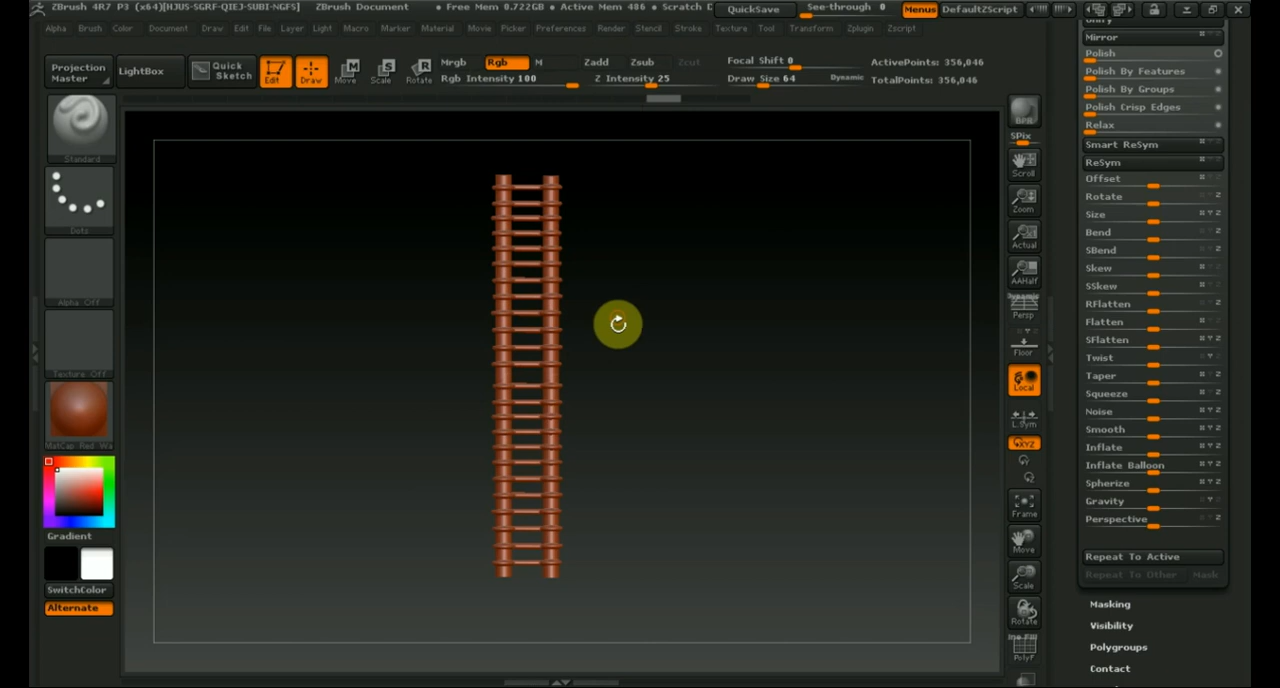 ZBrush 4R7 P3 (x64)[HJUS-SGRF-QIEJ-SUBI-NGFS] ZBrush Document • Free Mem 0.722GB • Active Mem 486 • Scratch D QuickSave See-through 0 Menus DefaultZScript
Alpha Brush Color Document Draw Edit File Layer Light Macro Marker Material Movie Picker Preferences Render Stencil Stroke Texture Tool Transform Zplugin Zscript
Projection Master
LightBox
Quick Sketch
Edit
Draw
Move
Scale
Rotate
Mrgb Rgb M Zadd Zsub Zcut
Rgb Intensity 100 Z Intensity 25
Focal Shift 0
Draw Size 64 Dynamic
ActivePoints: 356,046
TotalPoints: 356,046
Standard
Dots
Alpha Off
Texture Off
MatCap Red Wa
Gradient
SwitchColor
Alternate
BPR
SPix
Scroll
Zoom
Actual
AAHalf
Dynamic
Persp
Floor
Local
L.Sym
XYZ
Frame
Move
Scale
Rotate
Line Fill
PolyF
Mirror
Polish
Polish By Features
Polish By Groups
Polish Crisp Edges
Relax
Smart ReSym
ReSym
Offset
Rotate
Size
Bend
SBend
Skew
SSkew
RFlatten
Flatten
SFlatten
Twist
Taper
Squeeze
Noise
Smooth
Inflate
Inflate Balloon
Spherize
Gravity
Perspective
Repeat To Active
Repeat To Other Mask
Masking
Visibility
Polygroups
Contact